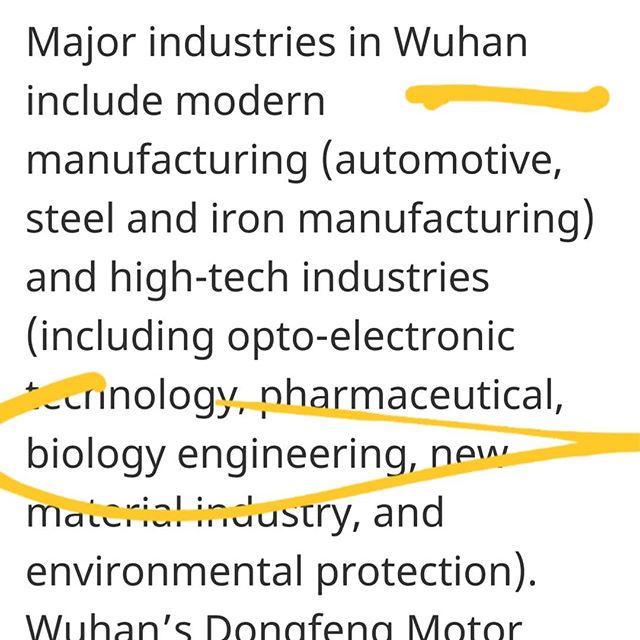 Major industries in Wuhan
include modern
manufacturing (automotive,
steel and iron manufacturing)
and high-tech industries
(including opto-electronic
technology, pharmaceutical,
biology engineering, new
material industry, and
environmental protection).
Wuhan's Dongfeng Motor